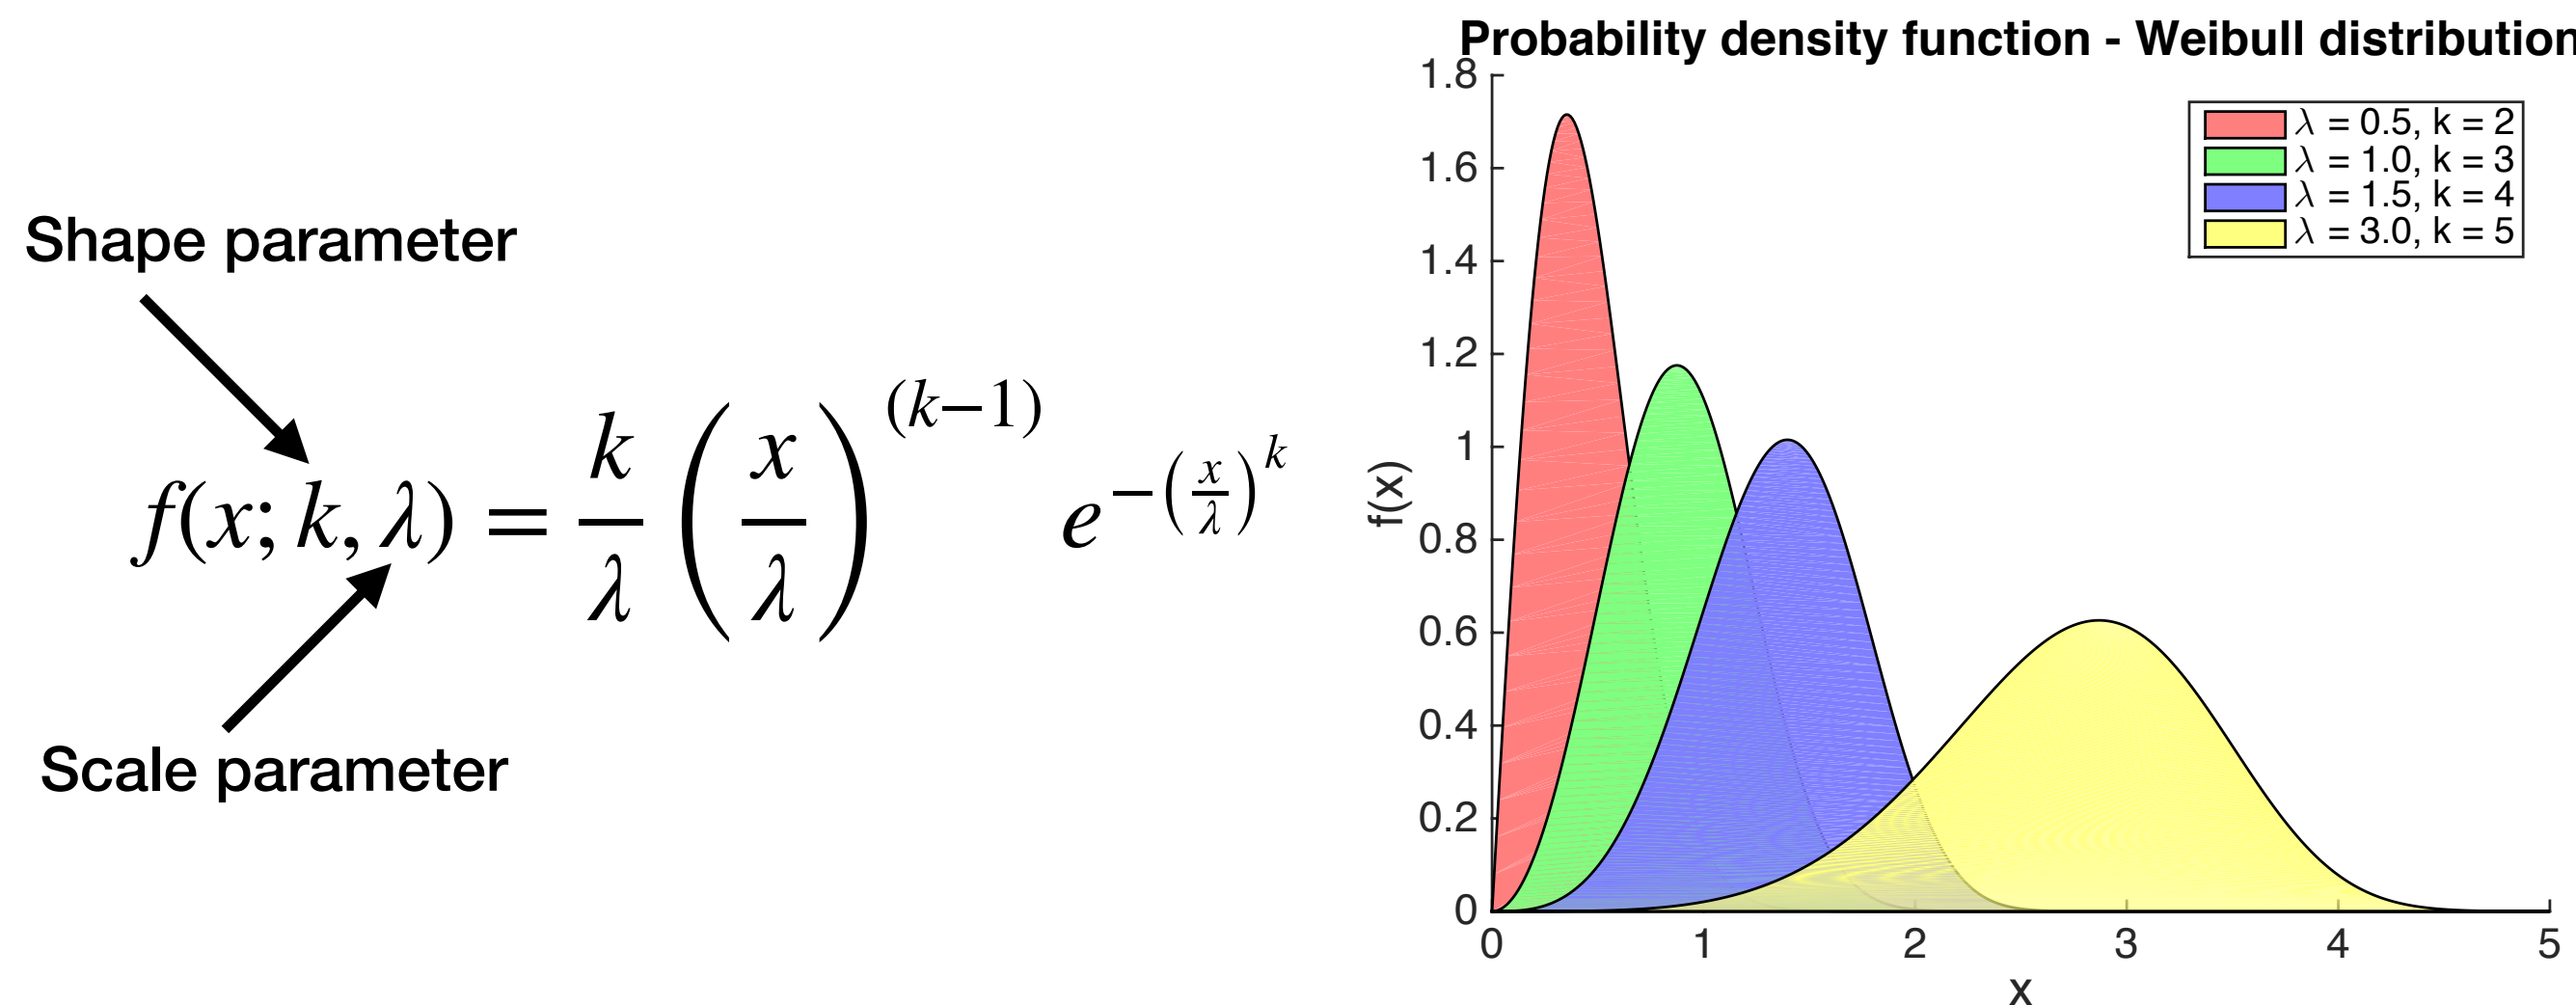 Shape parameter
f(x; k, λ) = k/λ (x/λ)^(k−1) e^−(x/λ)^k
Scale parameter
Probability density function - Weibull distribution
λ = 0.5, k = 2
λ = 1.0, k = 3
λ = 1.5, k = 4
λ = 3.0, k = 5
f(x)
1.8
1.6
1.4
1.2
1
0.8
0.6
0.4
0.2
0
0 1 2 3 4 5
x